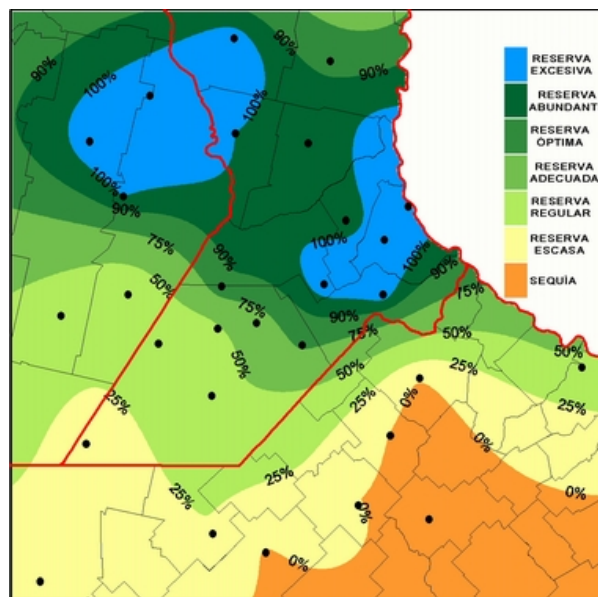 90%
90%
100%
100%
90%
100%
90%
75%
50%
90%
75%
50%
100%
100%
90%
90%
75%
75%
50%
50%
50%
25%
25%
25%
25%
25%
25%
0%
0%
0%
0%
0%
RESERVA
EXCESIVA
RESERVA
ABUNDANT
RESERVA
ÓPTIMA
RESERVA
ADECUADA
RESERVA
REGULAR
RESERVA
ESCASA
SEQUÌA